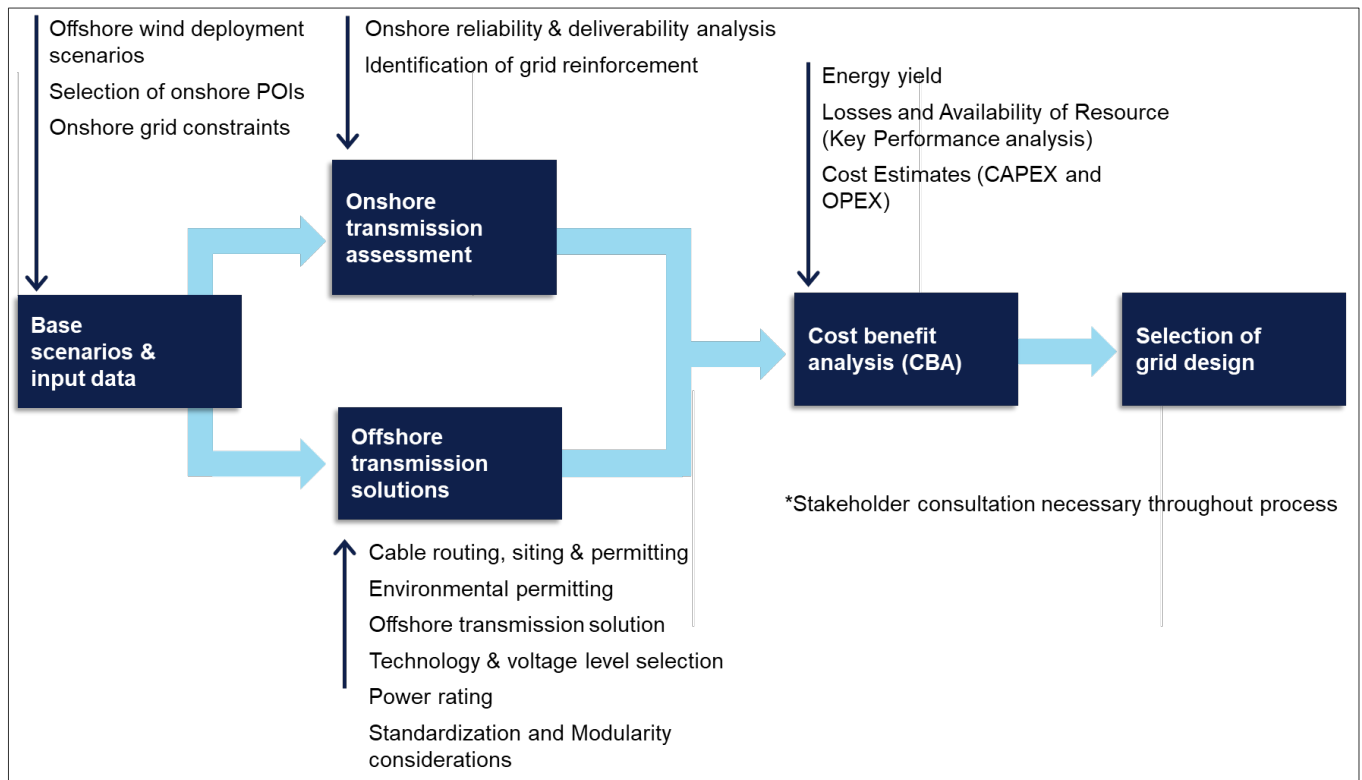 Offshore wind deployment
scenarios
Selection of onshore POIs
Onshore grid constraints
Onshore reliability & deliverability analysis
Identification of grid reinforcement
Energy yield
Losses and Availability of Resource
(Key Performance analysis)
Cost Estimates (CAPEX and
OPEX)
Base
scenarios &
input data
Onshore
transmission
assessment
Offshore
transmission
solutions
Cost benefit
analysis (CBA)
Selection of
grid design
*Stakeholder consultation necessary throughout process
Cable routing, siting & permitting
Environmental permitting
Offshore transmission solution
Technology & voltage level selection
Power rating
Standardization and Modularity
considerations